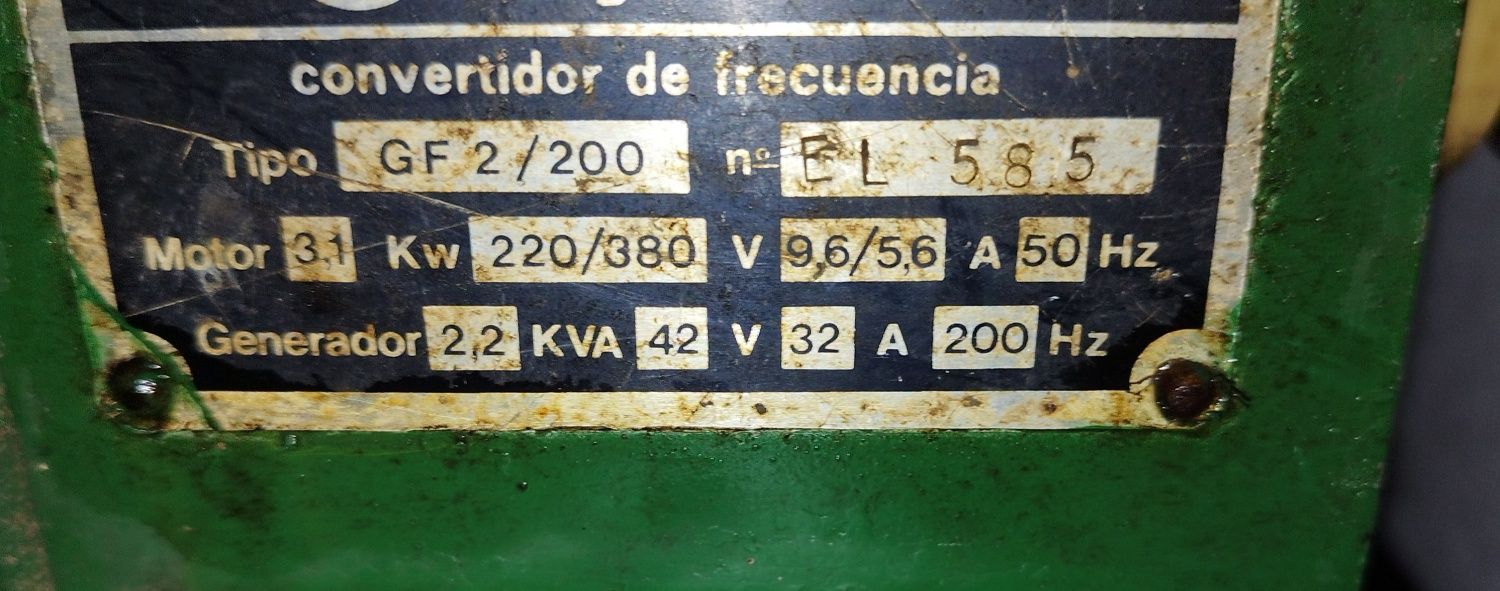 convertidor de frecuencia
Tipo GF 2/200 nº EL 585
Motor 3,1 Kw 220/380 V 9,6/5,6 A 50 Hz
Generador 2,2 KVA 42 V 32 A 200 Hz